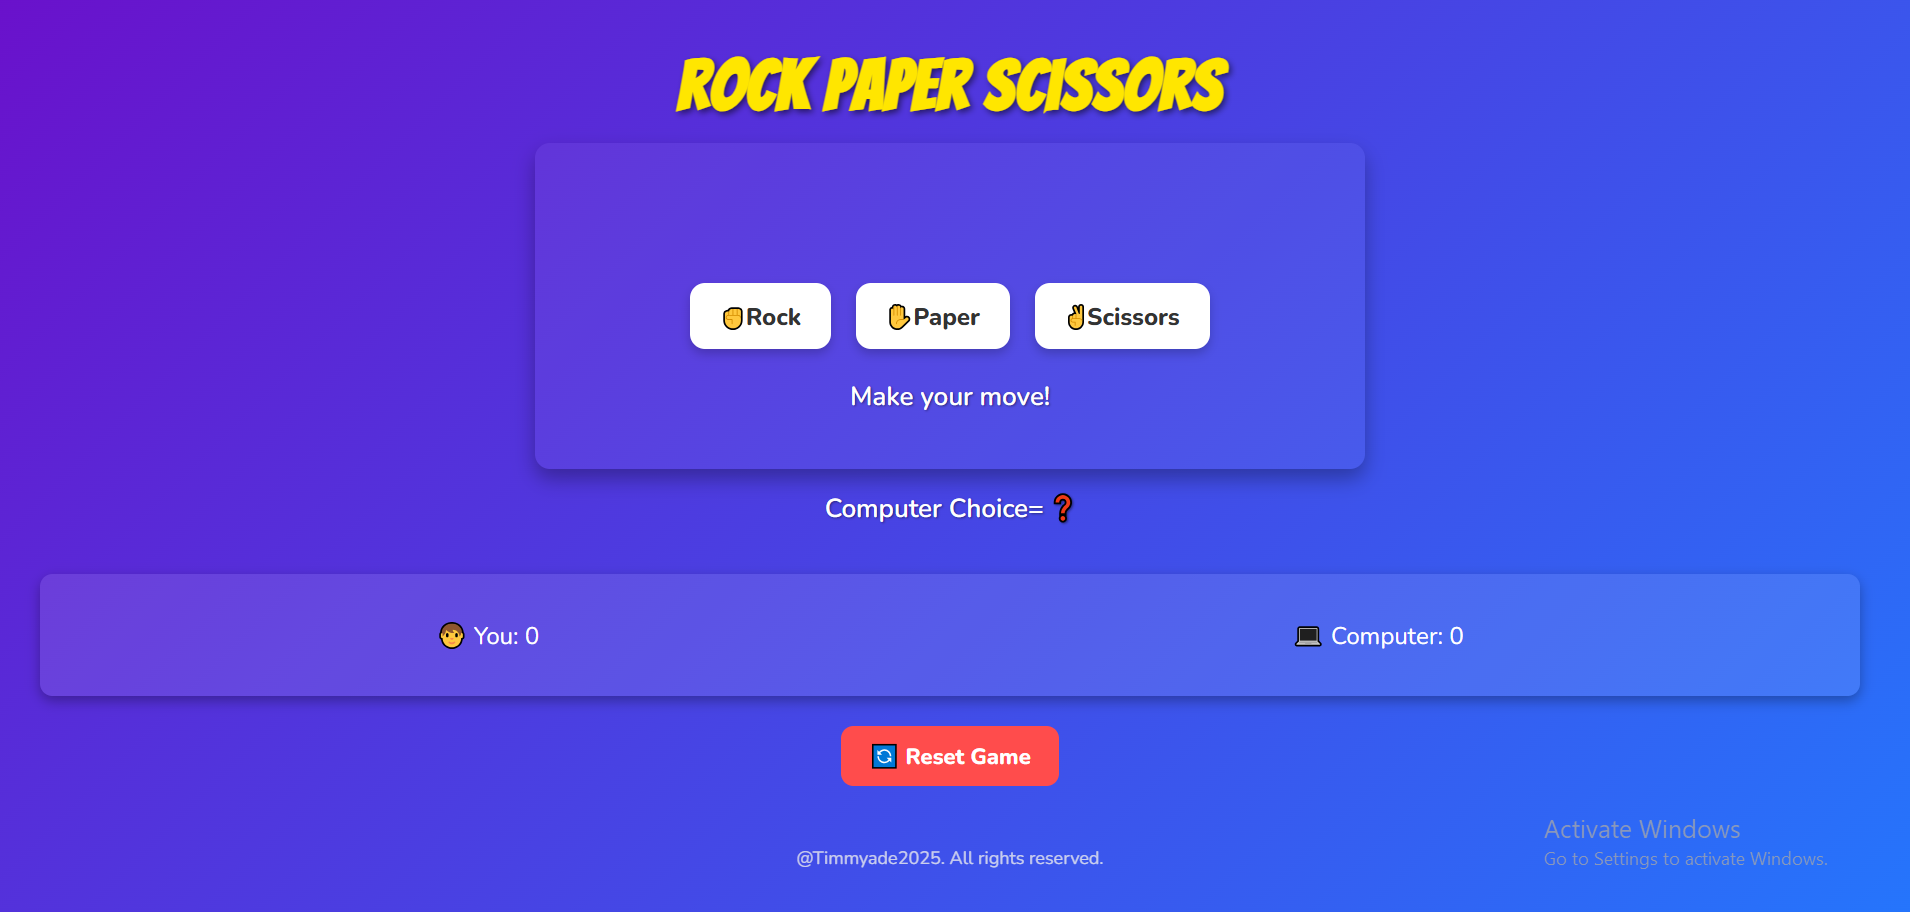 ROCK PAPER SCISSORS
✊Rock ✋Paper ✌Scissors
Make your move!
Computer Choice= ❓
🧒 You: 0 💻 Computer: 0
🔄 Reset Game
@Timmyade2025. All rights reserved.
Activate Windows
Go to Settings to activate Windows.